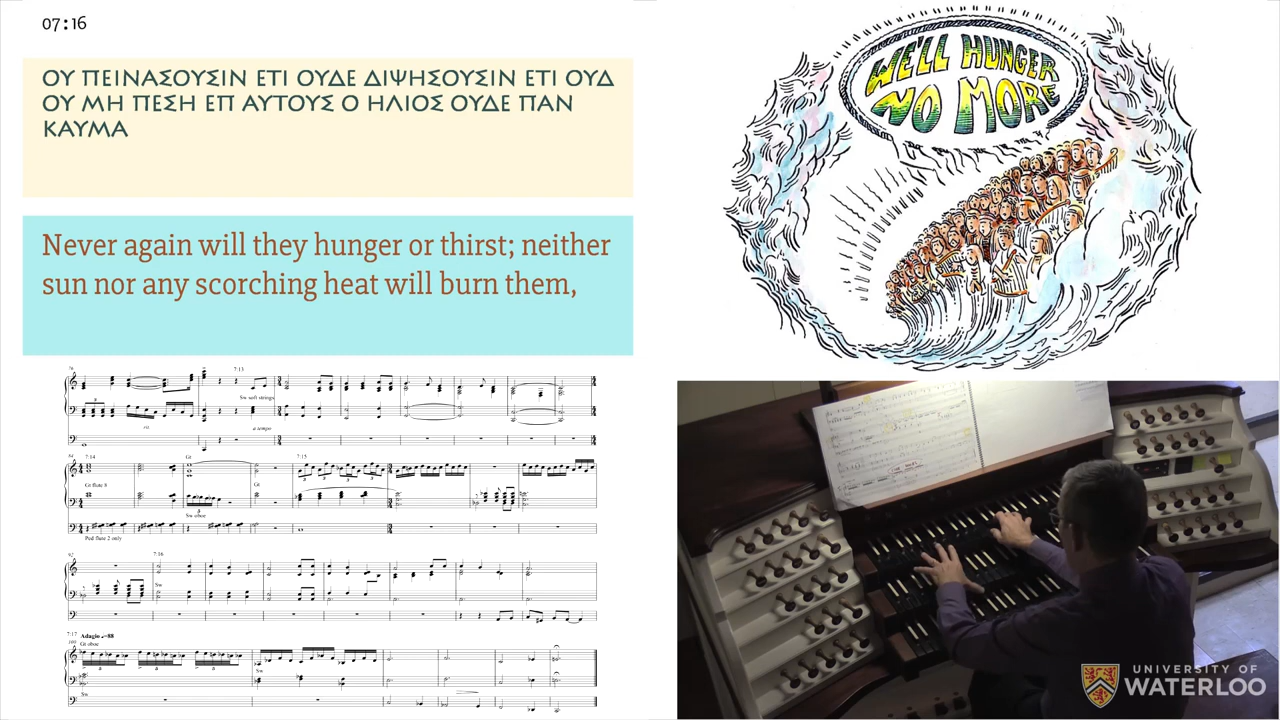 07:16
ΟΥ ΠΕΙΝΑΣΟΥΣΙΝ ΕΤΙ ΟΥΔΕ ΔΙΨΗΣΟΥΣΙΝ ΕΤΙ ΟΥΔ
ΟΥ ΜΗ ΠΕΣΗ ΕΠ ΑΥΤΟΥΣ Ο ΗΛΙΟΣ ΟΥΔΕ ΠΑΝ
ΚΑΥΜΑ
Never again will they hunger or thirst; neither
sun nor any scorching heat will burn them,
WE'LL HUNGER
NO MORE
7:13
Sw soft strings
a tempo
7:14
Gt
7:15
Gt flute 8
Gt
Sw oboe
Ped flute 2 only
7:16
Sw
7:17 Adagio ♩=88
Gt oboe
Sw
Sw
UNIVERSITY OF
WATERLOO